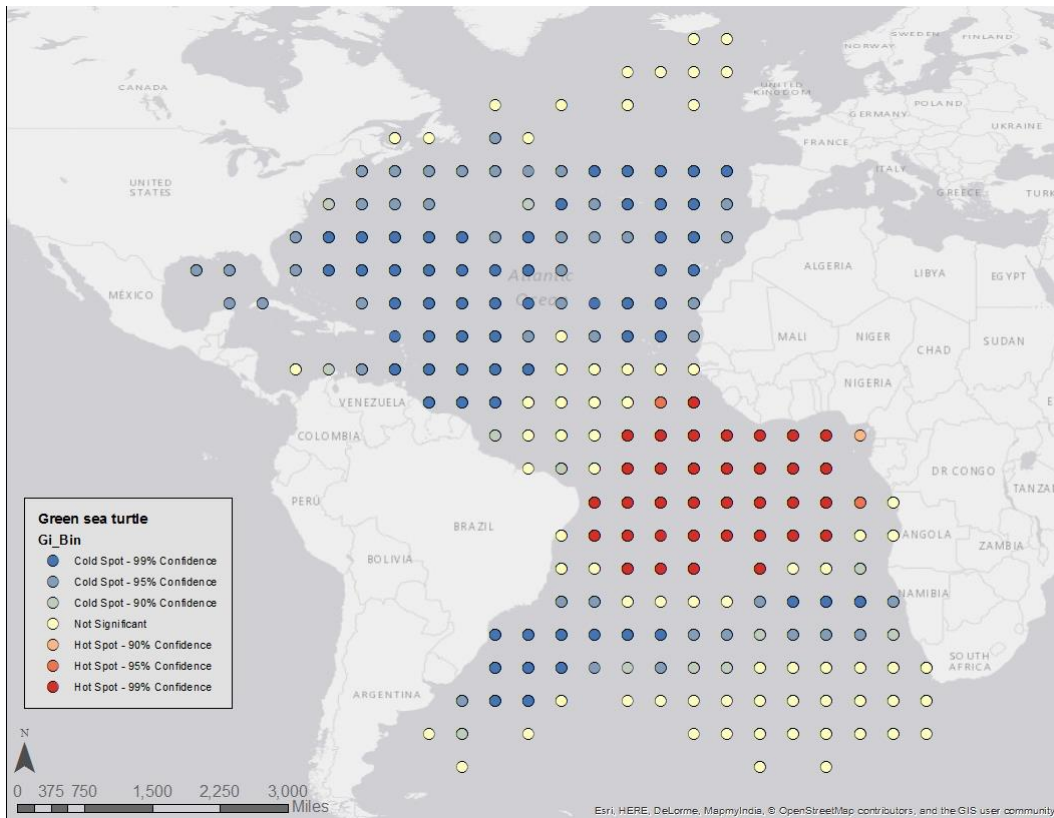 SWEDEN
FINLAND
NORWAY
CANADA
UNITED
KINGDOM
POLAND
GERMANY
UKRAINE
FRANCE
ITALY
UNITED
STATES
GREECE
TURK
ALGERIA
LIBYA
EGYPT
Atlantic
Ocean
MÉXICO
MALI
NIGER
SUDAN
CHAD
NIGERIA
VENEZUELA
E
COLOMBIA
DR CONGO
TANZAN
PERÚ
BRAZIL
ANGOLA
ZAMBIA
BOLIVIA
NAMIBIA
SOUTH
AFRICA
ARGENTINA
Green sea turtle
Gi_Bin
Cold Spot - 99% Confidence
Cold Spot - 95% Confidence
Cold Spot - 90% Confidence
Not Significant
Hot Spot - 90% Confidence
Hot Spot - 95% Confidence
Hot Spot - 99% Confidence
N
0 375 750 1,500 2,250 3,000
Miles
Esri, HERE, DeLorme, MapmyIndia, © OpenStreetMap contributors, and the GIS user community